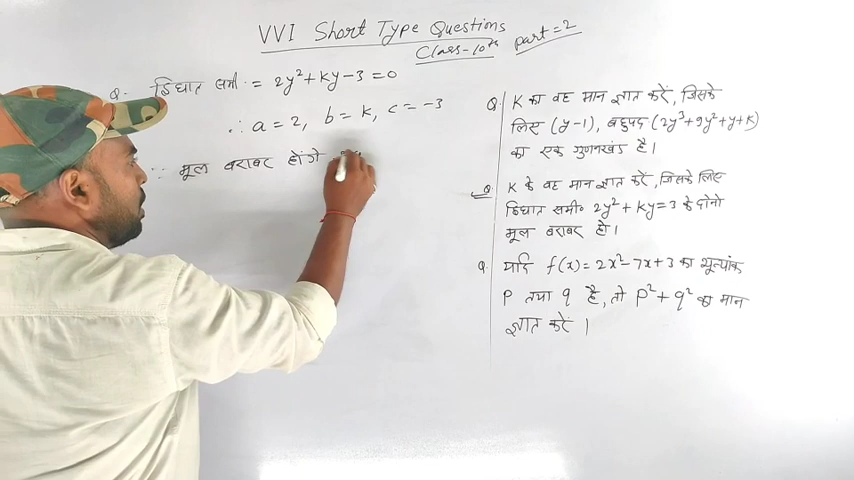 VVI Short Type Questions
Class-10th part=2
Q. द्विघात समी॰ = 2y²+ky-3=0
∴ a=2, b=k, c=-3
∵ मूल बराबर होंगे
Q. K का वह मान ज्ञात करें, जिसके
लिए (y-1), बहुपद (2y³+9y²+y+k)
का एक गुणनखंड है।
Q. K के वह मान ज्ञात करें, जिसके लिए
द्विघात समी॰ 2y²+ky=3 के दोनो
मूल बराबर हो।
Q. यदि f(x)=2x²-7x+3 का शून्यांक
p तथा q है, तो p²+q² का मान
ज्ञात करें।